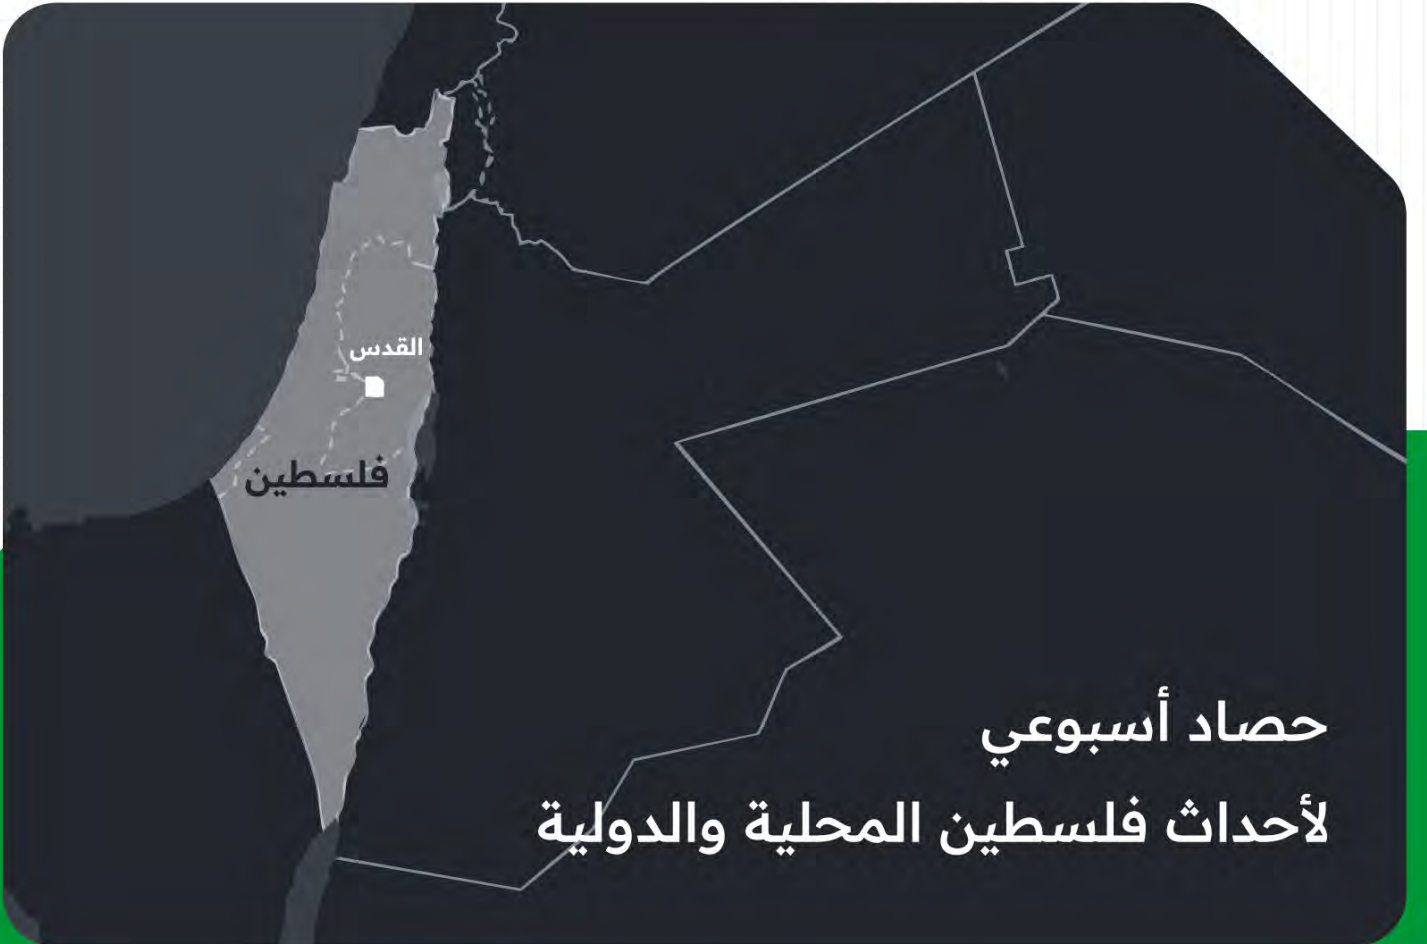 القدس
فلسطين
حصاد أسبوعي
لأحداث فلسطين المحلية والدولية